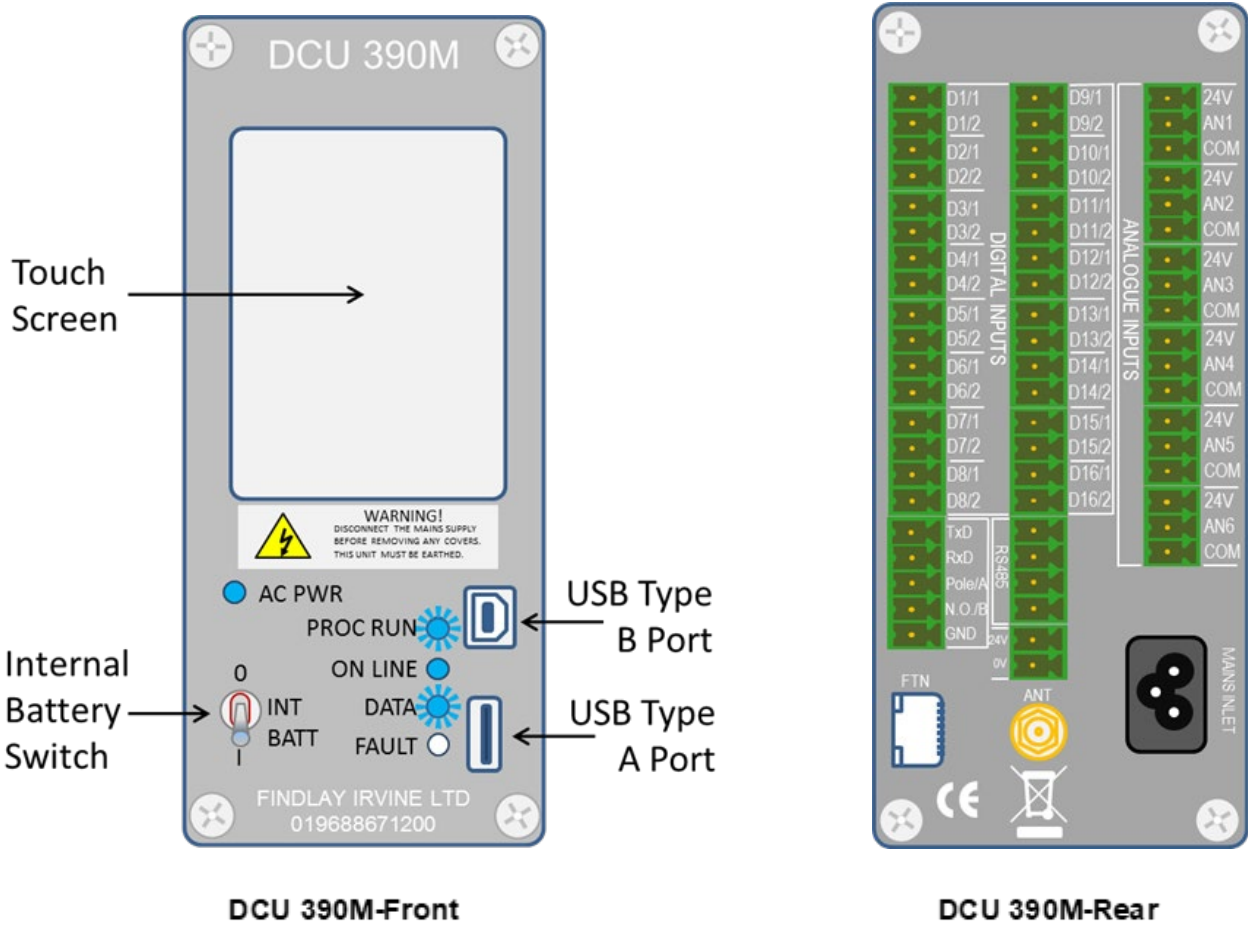 DCU 390M
Touch
Screen
WARNING!
DISCONNECT THE MAINS SUPPLY
BEFORE REMOVING ANY COVERS.
THIS UNIT MUST BE EARTHED.
AC PWR
PROC RUN
ON LINE
DATA
FAULT
USB Type
B Port
USB Type
A Port
Internal
Battery
Switch
0
INT
BATT
I
FINDLAY IRVINE LTD
019688671200
DCU 390M-Front
D1/1
D1/2
D2/1
D2/2
D3/1
D3/2
D4/1
D4/2
D5/1
D5/2
D6/1
D6/2
D7/1
D7/2
D8/1
D8/2
TxD
RxD
Pole/A
N.O./B
GND
DIGITAL INPUTS
RS485
24V
0V
D9/1
D9/2
D10/1
D10/2
D11/1
D11/2
D12/1
D12/2
D13/1
D13/2
D14/1
D14/2
D15/1
D15/2
D16/1
D16/2
ANALOGUE INPUTS
24V
AN1
COM
24V
AN2
COM
24V
AN3
COM
24V
AN4
COM
24V
AN5
COM
24V
AN6
COM
FTN
ANT
MAINS INLET
CE
DCU 390M-Rear